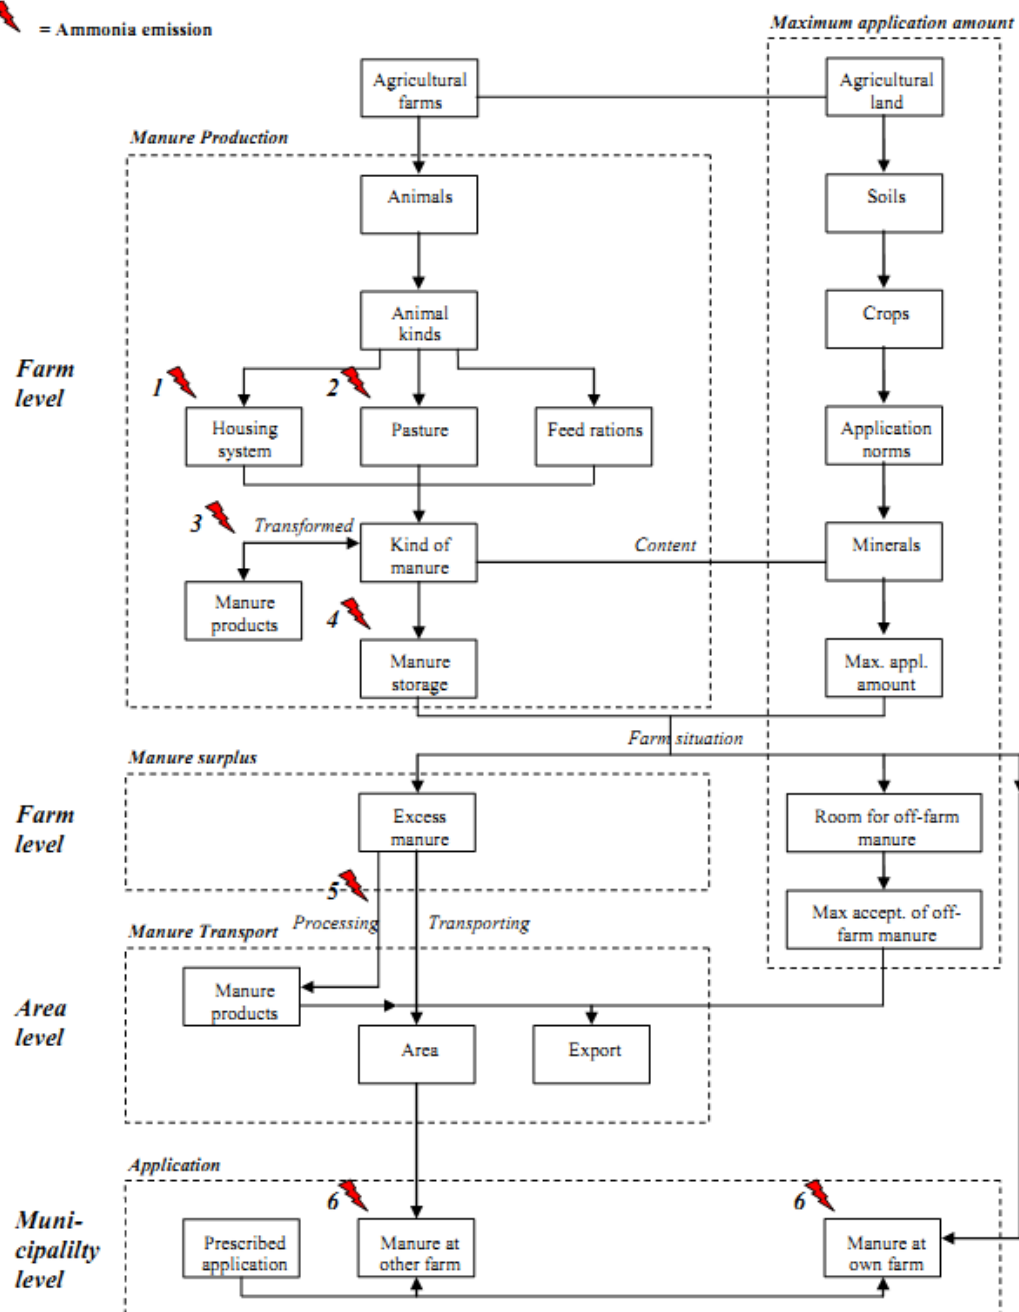 = Ammonia emission
Maximum application amount
Agricultural
farms
Agricultural
land
Manure Production
Animals
Soils
Animal
kinds
Crops
Farm
level
1
2
Housing
system
Pasture
Feed rations
Application
norms
3
Transformed
Kind of
manure
Content
Minerals
Manure
products
4
Manure
storage
Max. appl.
amount
Farm situation
Manure surplus
Farm
level
Excess
manure
Room for off-farm
manure
5
Processing
Transporting
Max accept. of off-
farm manure
Manure Transport
Area
level
Manure
products
Area
Export
Application
Muni-
cipalilty
level
6
6
Prescribed
application
Manure at
other farm
Manure at
own farm